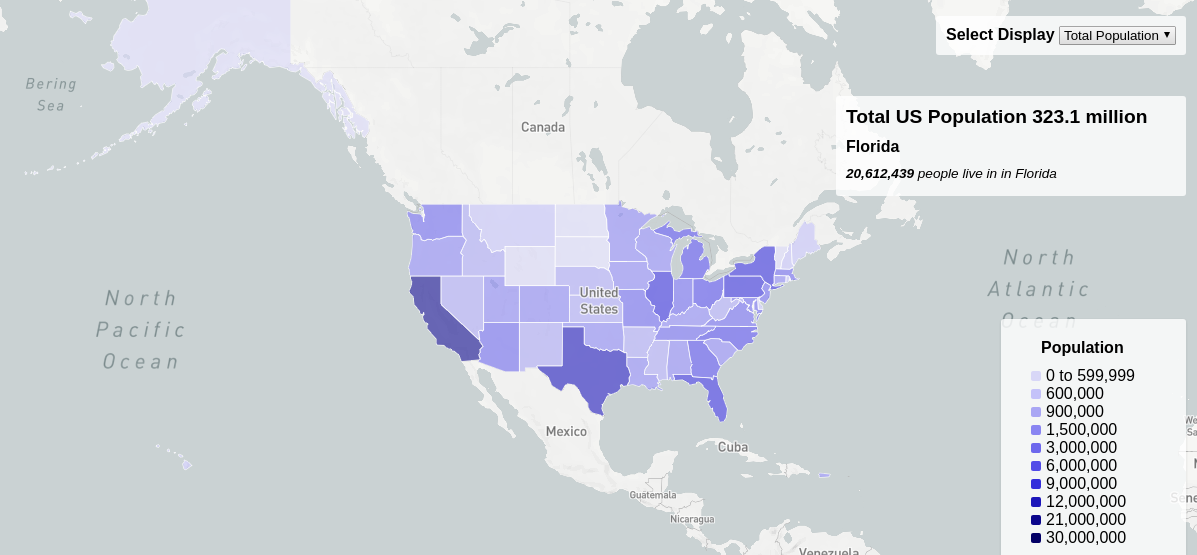 Select Display Total Population ▼
Bering
Sea
Total US Population 323.1 million
Canada
Florida
20,612,439 people live in in Florida
North
Atlantic
Ocean
North
Pacific
Ocean
United
States
Population
0 to 599,999
600,000
900,000
1,500,000
3,000,000
6,000,000
9,000,000
12,000,000
21,000,000
30,000,000
Mexico
Cuba
Guatemala
Nicaragua
Venezuela
We
Sa
Sene